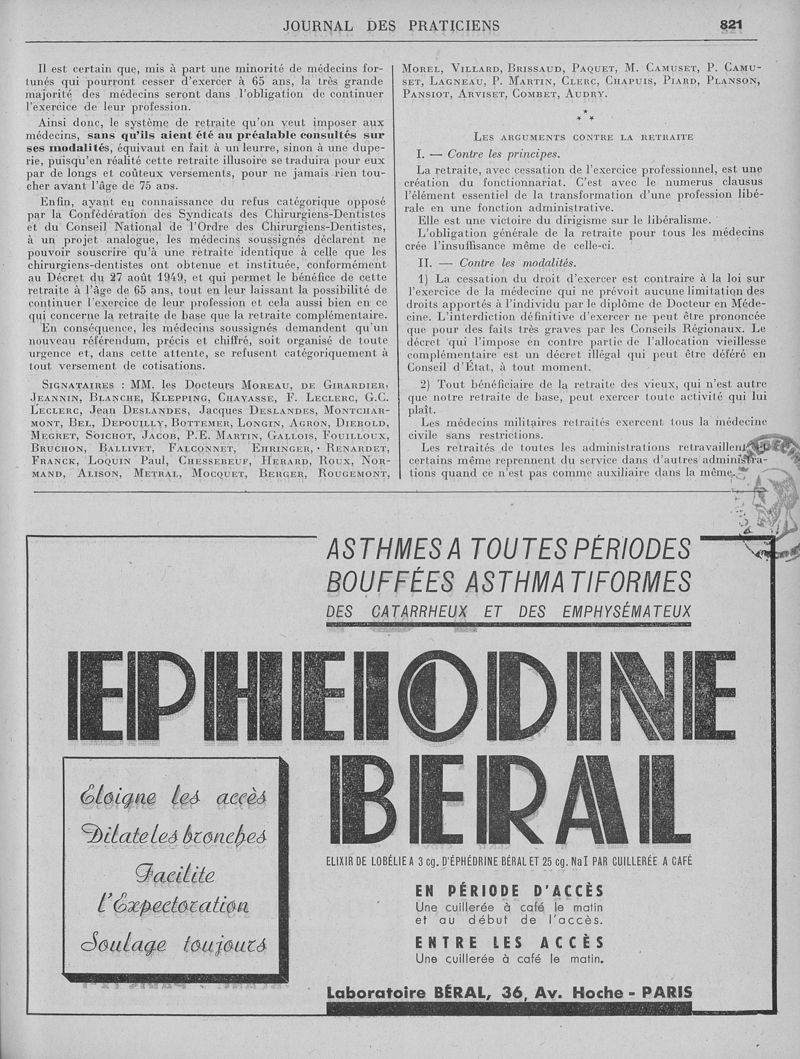 JOURNAL DES PRATICIENS
821
Il est certain que, mis à part une minorité de médecins for-
tunés qui pourront cesser d'exercer à 65 ans, la très grande
majorité des médecins seront dans l'obligation de continuer
l'exercice de leur profession.
Ainsi donc, le système de retraite qu'on veut imposer aux
médecins, sans qu'ils aient été au préalable consultés sur
ses modalités, équivaut en fait à un leurre, sinon à une dupe-
rie, puisqu'en réalité cette retraite illusoire se traduira pour eux
par de longs et coûteux versements, pour ne jamais rien tou-
cher avant l'âge de 75 ans.
Enfin, ayant eu connaissance du refus catégorique opposé
par la Confédération des Syndicats des Chirurgiens-Dentistes
et du Conseil National de l'Ordre des Chirurgiens-Dentistes,
à un projet analogue, les médecins soussignés déclarent ne
pouvoir souscrire qu'à une retraite identique à celle que les
chirurgiens-dentistes ont obtenue et instituée, conformément
au Décret du 27 août 1949, et qui permet le bénéfice de cette
retraite à l'âge de 65 ans, tout en leur laissant la possibilité de
continuer l'exercice de leur profession et cela aussi bien en ce
qui concerne la retraite de base que la retraite complémentaire.
En conséquence, les médecins soussignés demandent qu'un
nouveau référendum, précis et chiffré, soit organisé de toute
urgence et, dans cette attente, se refusent catégoriquement à
tout versement de cotisations.
SIGNATAIRES : MM. les Docteurs MOREAU, DE GIRARDIER,
JEANNIN, BLANCHE, KLEPPING, CHAVASSE, F. LECLERC, G.C.
LECLERC, Jean DESLANDES, Jacques DESLANDES, MONTCHAR-
MONT, BEL, DEPOUILLY, BOTTEMER, LONGIN, AGRON, DIEBOLD,
MEGRET, SOICHOT, JACOB, P.E. MARTIN, GALLOIS, FOUILLOUX,
BRUCHON, BALLIVET, FALCONNET, EHRINGER, RENARDET,
FRANCK, LOQUIN Paul, CHESSEBEUF, HERARD, ROUX, NOR-
MAND, ALISON, METRAL, MOCQUET, BERGER, ROUGEMONT,
MOREL, VILLARD, BRISSAUD, PAQUET, M. CAMUSET, P. CAMU-
SET, LAGNEAU, P. MARTIN, CLERC, CHAPUIS, PIARD, PLANSON,
PANSIOT, ARVISET, COMBET, AUDRY.
* * *
LES ARGUMENTS CONTRE LA RETRAITE
I. — Contre les principes.
La retraite, avec cessation de l'exercice professionnel, est une
création du fonctionnariat. C'est avec le numerus clausus
l'élément essentiel de la transformation d'une profession libé-
rale en une fonction administrative.
Elle est une victoire du dirigisme sur le libéralisme.
L'obligation générale de la retraite pour tous les médecins
crée l'insuffisance même de celle-ci.
II. — Contre les modalités.
1) La cessation du droit d'exercer est contraire à la loi sur
l'exercice de la médecine qui ne prévoit aucune limitation des
droits apportés à l'individu par le diplôme de Docteur en Méde-
cine. L'interdiction définitive d'exercer ne peut être prononcée
que pour des faits très graves par les Conseils Régionaux. Le
décret qui l'impose en contre partie de l'allocation vieillesse
complémentaire est un décret illégal qui peut être déféré en
Conseil d'État, à tout moment.
2) Tout bénéficiaire de la retraite des vieux, qui n'est autre
que notre retraite de base, peut exercer toute activité qui lui
plaît.
Les médecins militaires retraités exercent tous la médecine
civile sans restrictions.
Les retraités de toutes les administrations retravaillent
certains même reprennent du service dans d'autres administra-
tions quand ce n'est pas comme auxiliaire dans la même.
ASTHMES A TOUTES PÉRIODES
BOUFFÉES ASTHMATIFORMES
DES CATARRHEUX ET DES EMPHYSÉMATEUX
EPHEIODINE
BERAL
Éloigne les accès
Dilate les bronches
Facilite
l'Expectoration
Soulage toujours
ELIXIR DE LOBÉLIE A 3 cg. D'ÉPHÉDRINE BÉRAL ET 25 cg. NaI PAR CUILLERÉE A CAFÉ
EN PÉRIODE D'ACCÈS
Une cuillerée à café le matin
et au début de l'accès.
ENTRE LES ACCÈS
Une cuillerée à café le matin.
Laboratoire BÉRAL, 36, Av. Hoche - PARIS